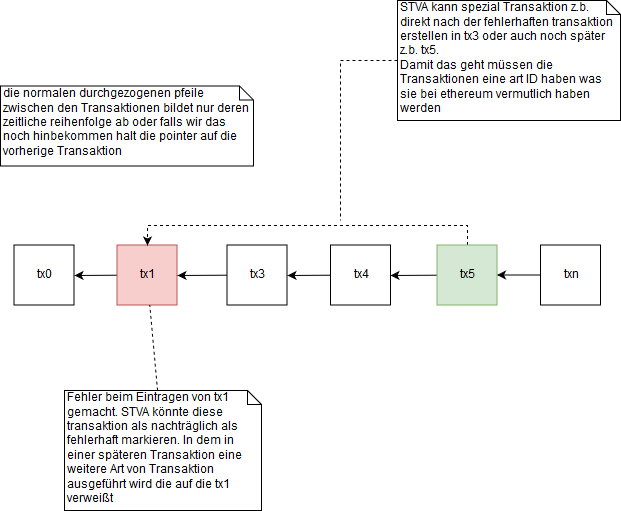 STVA kann spezial Transaktion z.b.
direkt nach der fehlerhaften transaktion
erstellen in tx3 oder auch noch später
z.b. tx5.
Damit das geht müssen die
Transaktionen eine art ID haben was
sie bei ethereum vermutlich haben
werden
die normalen durchgezogenen pfeile
zwischen den Transaktionen bildet nur deren
zeitliche reihenfolge ab oder falls wir das
noch hinbekommen halt die pointer auf die
vorherige Transaktion
tx0
tx1
tx3
tx4
tx5
txn
Fehler beim Eintragen von tx1
gemacht. STVA könnte diese
transaktion als nachträglich als
fehlerhaft markieren. In dem in
einer späteren Transaktion eine
weitere Art von Transaktion
ausgeführt wird die auf die tx1
verweißt